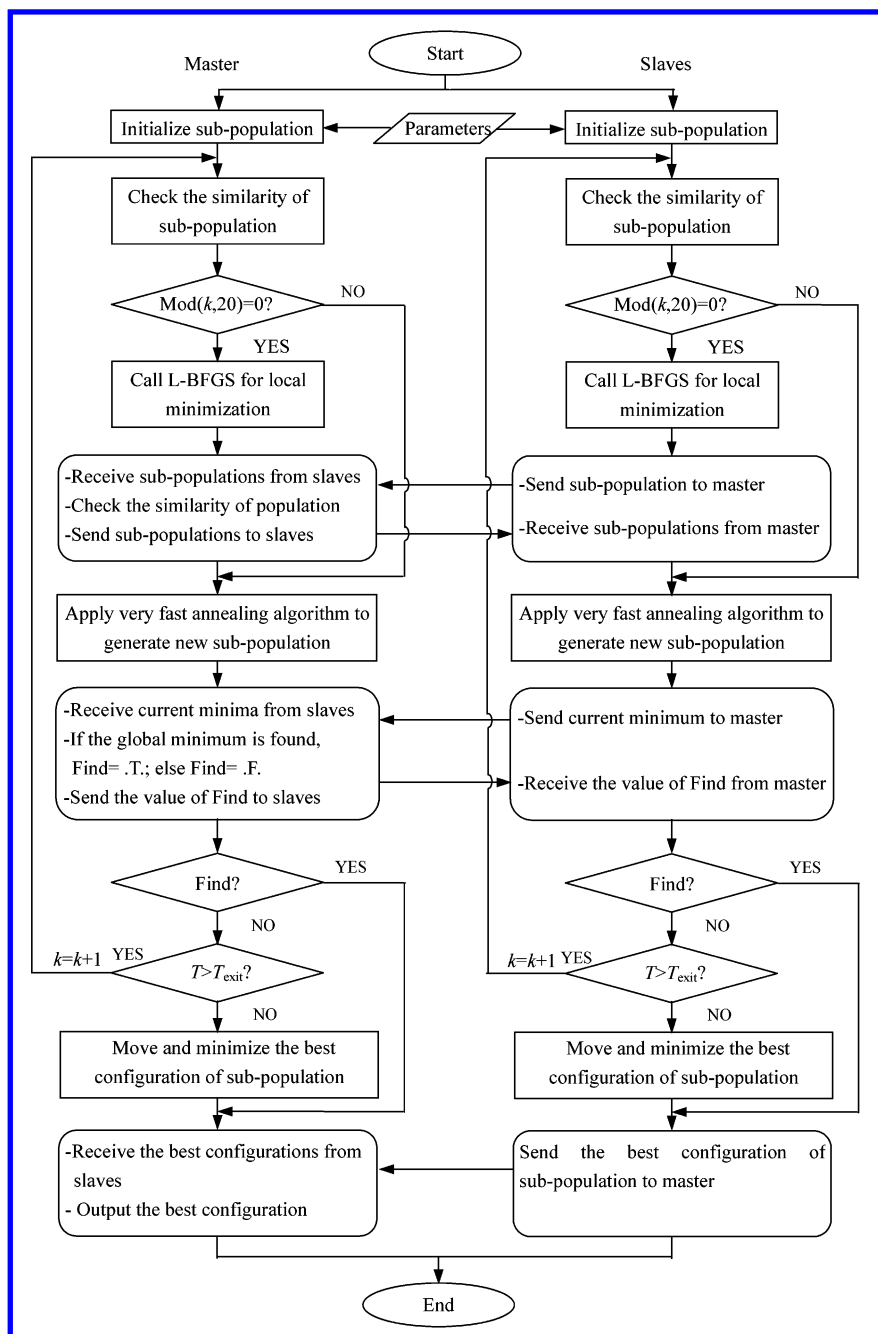 Start
Master
Slaves
Initialize sub-population
Parameters
Initialize sub-population
Check the similarity of
sub-population
Check the similarity of
sub-population
Mod(k,20)=0?
NO
Mod(k,20)=0?
NO
YES
YES
Call L-BFGS for local
minimization
Call L-BFGS for local
minimization
-Receive sub-populations from slaves
-Check the similarity of population
-Send sub-populations to slaves
-Send sub-population to master
-Receive sub-populations from master
Apply very fast annealing algorithm to
generate new sub-population
Apply very fast annealing algorithm to
generate new sub-population
-Receive current minima from slaves
-If the global minimum is found,
Find= .T.; else Find= .F.
-Send the value of Find to slaves
-Send current minimum to master
-Receive the value of Find from master
Find?
YES
Find?
YES
NO
NO
k=k+1
YES
T>Texit?
k=k+1
YES
T>Texit?
NO
NO
Move and minimize the best
configuration of sub-population
Move and minimize the best
configuration of sub-population
-Receive the best configurations from
slaves
- Output the best configuration
Send the best configuration of
sub-population to master
End